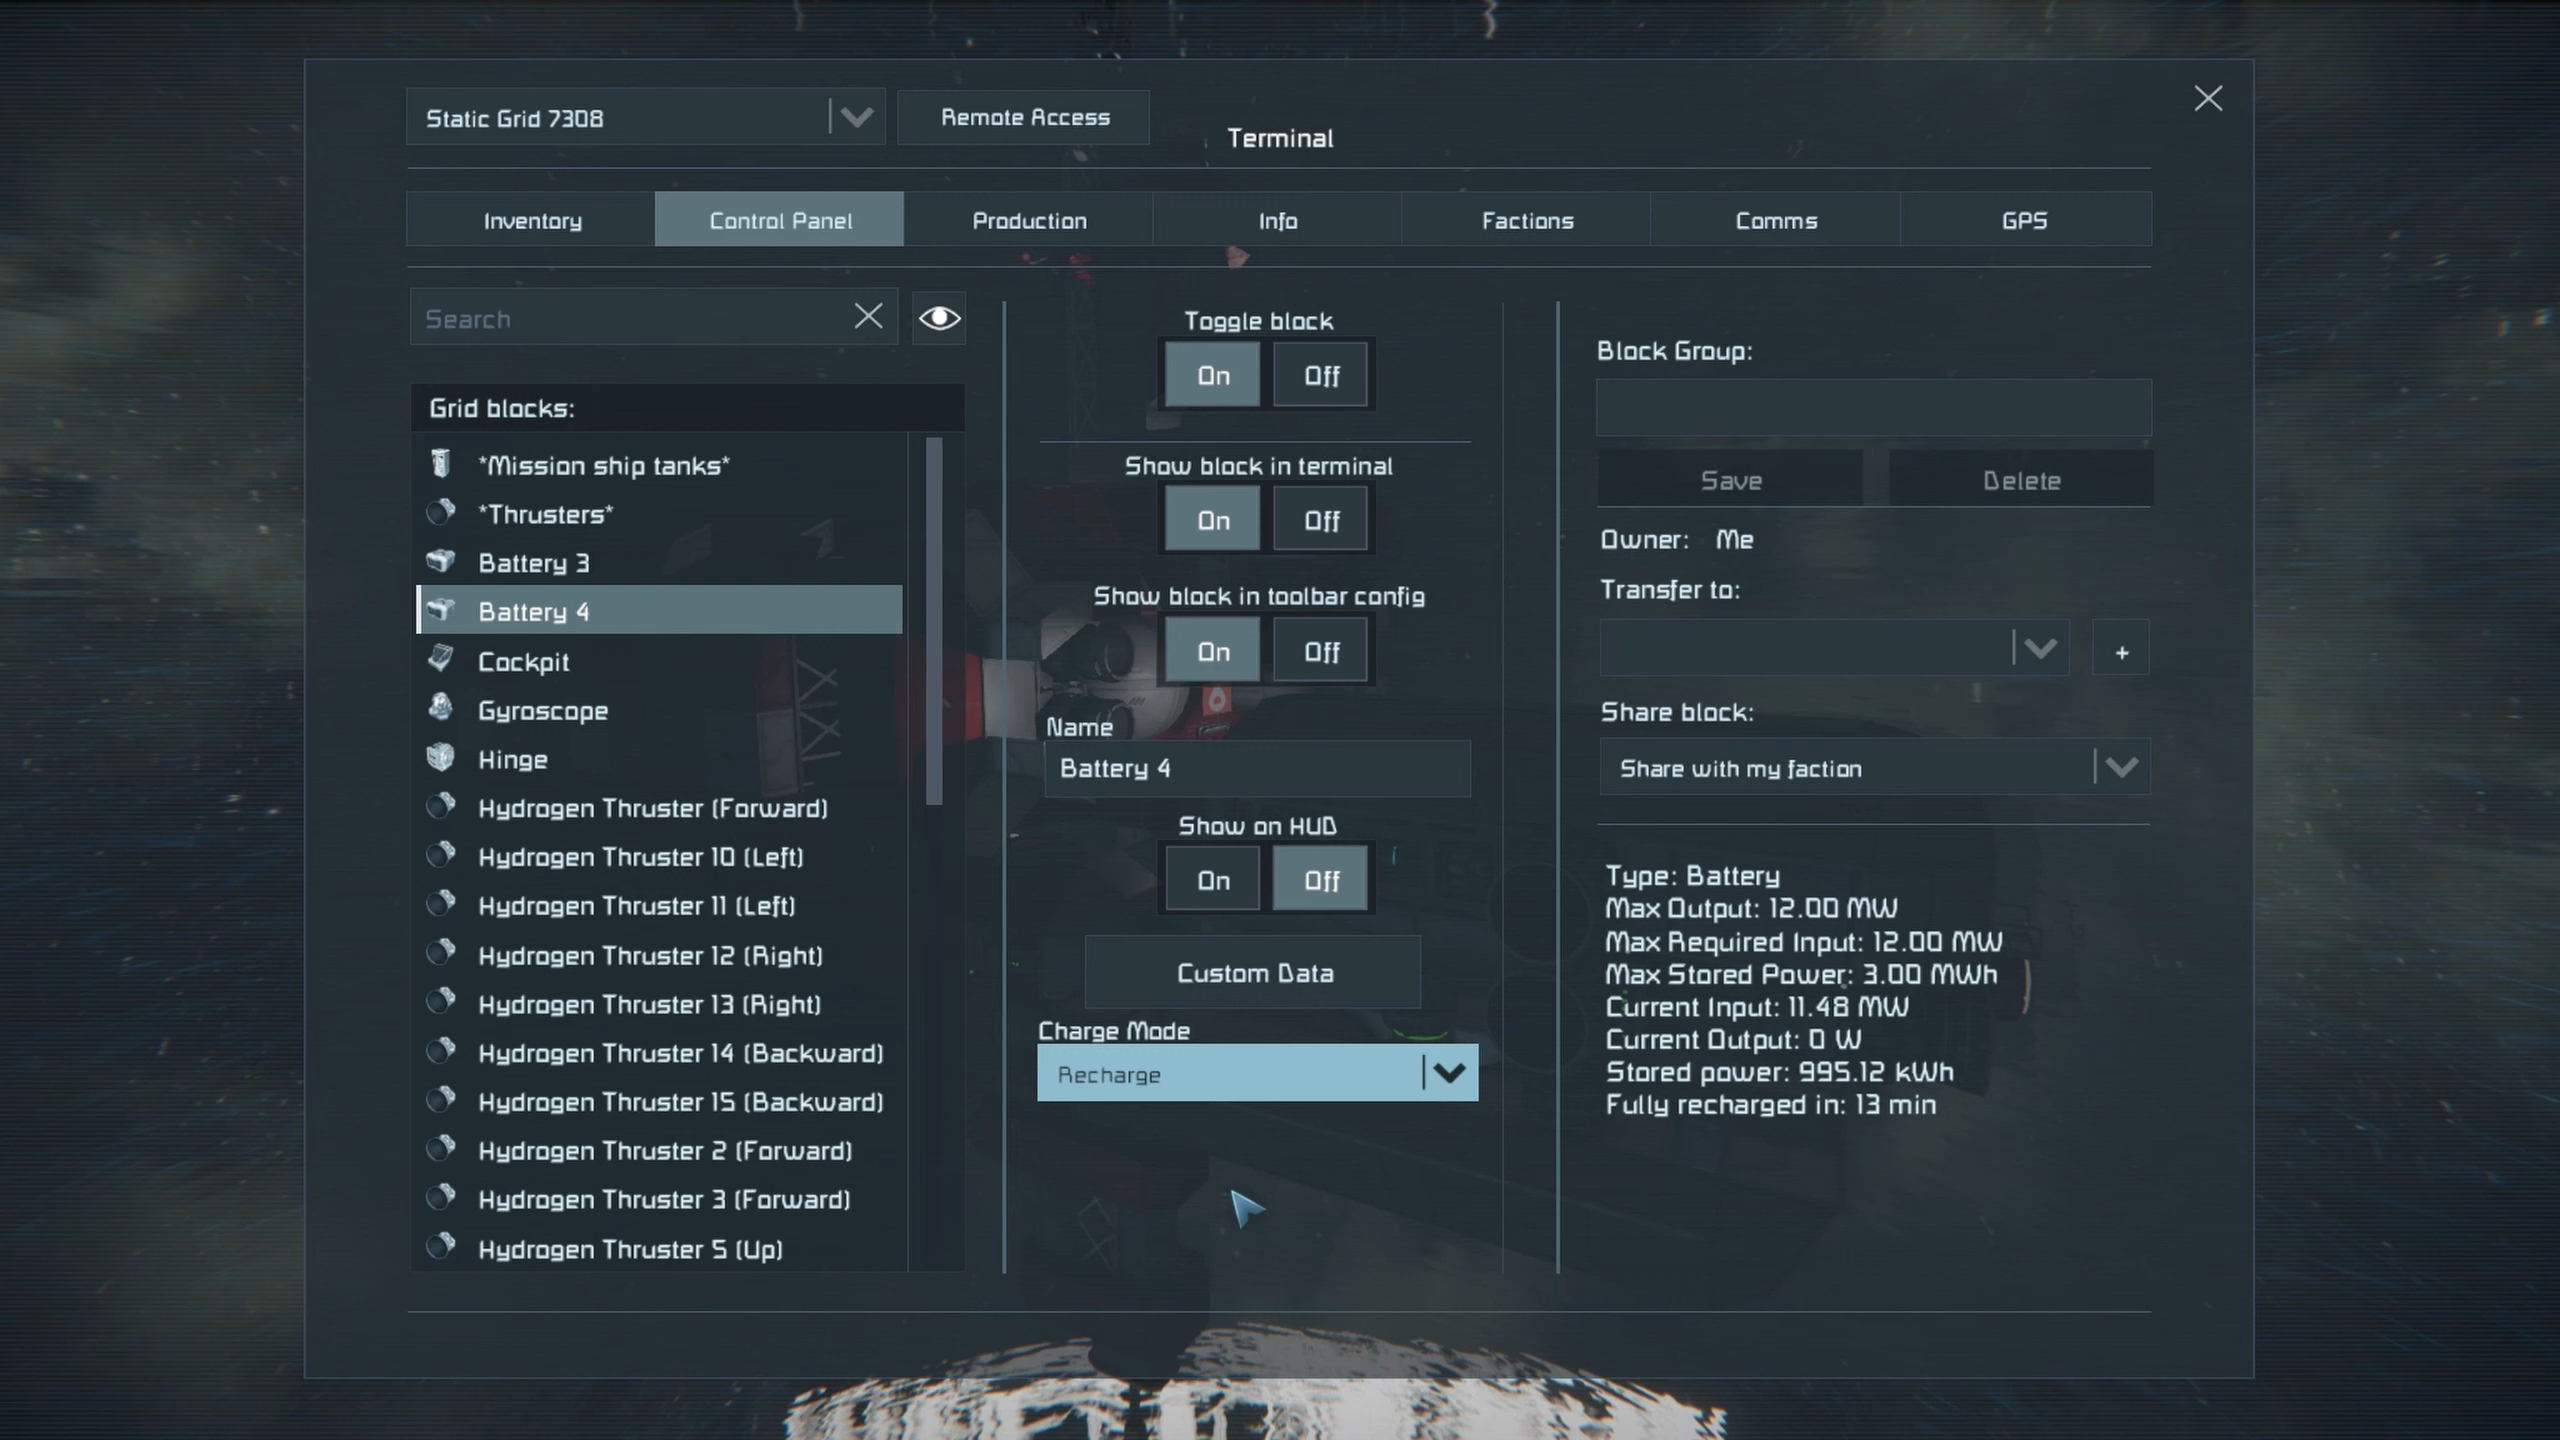 Static Grid 7308
Remote Access
Terminal
Inventory
Control Panel
Production
Info
Factions
Comms
GPS
Search
Grid blocks:
*Mission ship tanks*
*Thrusters*
Battery 3
Battery 4
Cockpit
Gyroscope
Hinge
Hydrogen Thruster (Forward)
Hydrogen Thruster 10 (Left)
Hydrogen Thruster 11 (Left)
Hydrogen Thruster 12 (Right)
Hydrogen Thruster 13 (Right)
Hydrogen Thruster 14 (Backward)
Hydrogen Thruster 15 (Backward)
Hydrogen Thruster 2 (Forward)
Hydrogen Thruster 3 (Forward)
Hydrogen Thruster 5 (Up)
Toggle block
On Off
Show block in terminal
On Off
Show block in toolbar config
On Off
Name
Battery 4
Show on HUD
On Off
Custom Data
Charge Mode
Recharge
Block Group:
Save
Delete
Owner: Me
Transfer to:
+
Share block:
Share with my faction
Type: Battery
Max Output: 12.00 MW
Max Required Input: 12.00 MW
Max Stored Power: 3.00 MWh
Current Input: 11.48 MW
Current Output: 0 W
Stored power: 995.12 kWh
Fully recharged in: 13 min